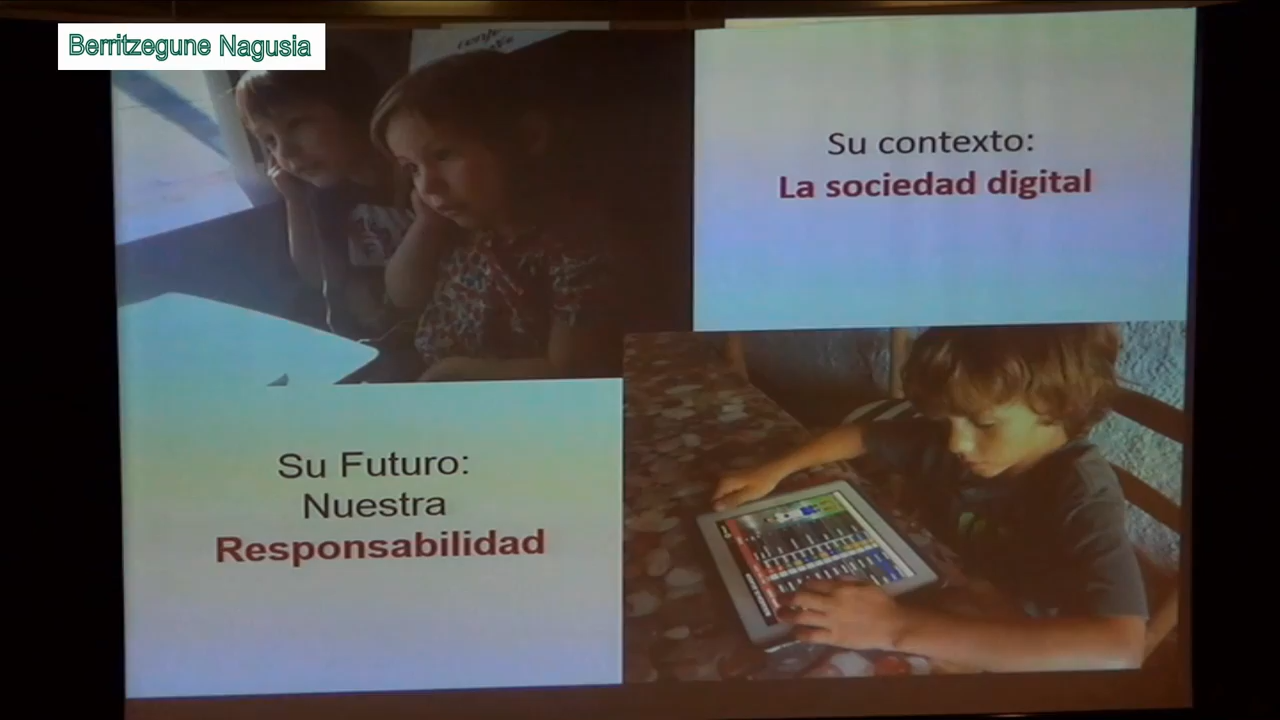 Berritzegune Nagusia
Su contexto:
La sociedad digital
Su Futuro:
Nuestra
Responsabilidad